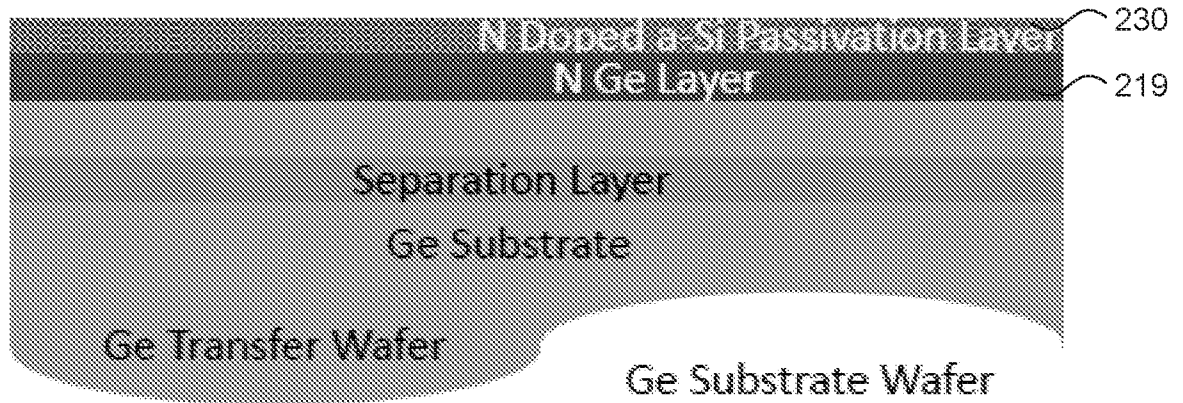 N Doped a-Si Passivation Layer
230
N Ge Layer
219
Separation Layer
Ge Substrate
Ge Transfer Wafer
Ge Substrate Wafer